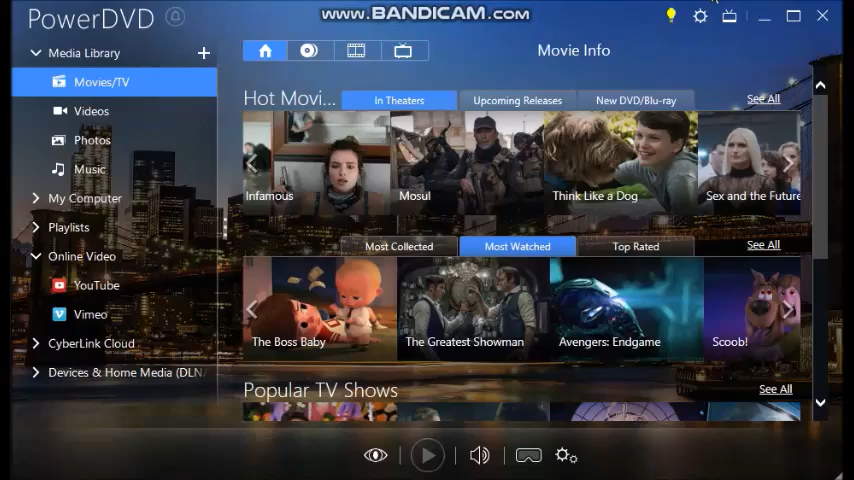 PowerDVD
www.BANDICAM.com
Media Library
Movies/TV
Videos
Photos
Music
My Computer
Playlists
Online Video
YouTube
Vimeo
CyberLink Cloud
Devices & Home Media (DLN
Movie Info
Hot Movi...
In Theaters
Upcoming Releases
New DVD/Blu-ray
See All
Infamous
Mosul
Think Like a Dog
Sex and the Future
Most Collected
Most Watched
Top Rated
See All
The Boss Baby
The Greatest Showman
Avengers: Endgame
Scoob!
Popular TV Shows
See All